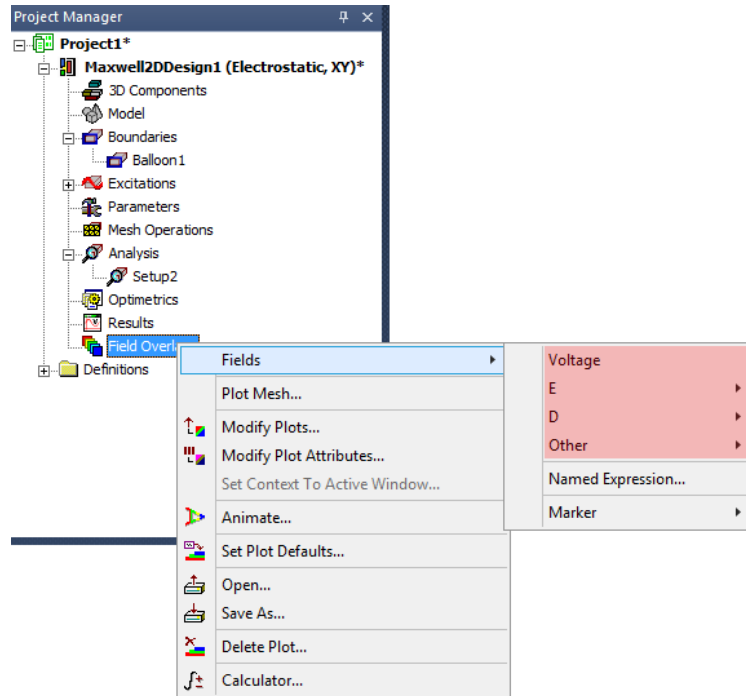 Project Manager
Project1*
Maxwell2DDesign1 (Electrostatic, XY)*
3D Components
Model
Boundaries
Balloon1
Excitations
Parameters
Mesh Operations
Analysis
Setup2
Optimetrics
Results
Field
Definitions
Fields
Plot Mesh...
Modify Plots...
Modify Plot Attributes...
Set Context To Active Window...
Animate...
Set Plot Defaults...
Open...
Save As...
Delete Plot...
Calculator...
Voltage
E
D
Other
Named Expression...
Marker